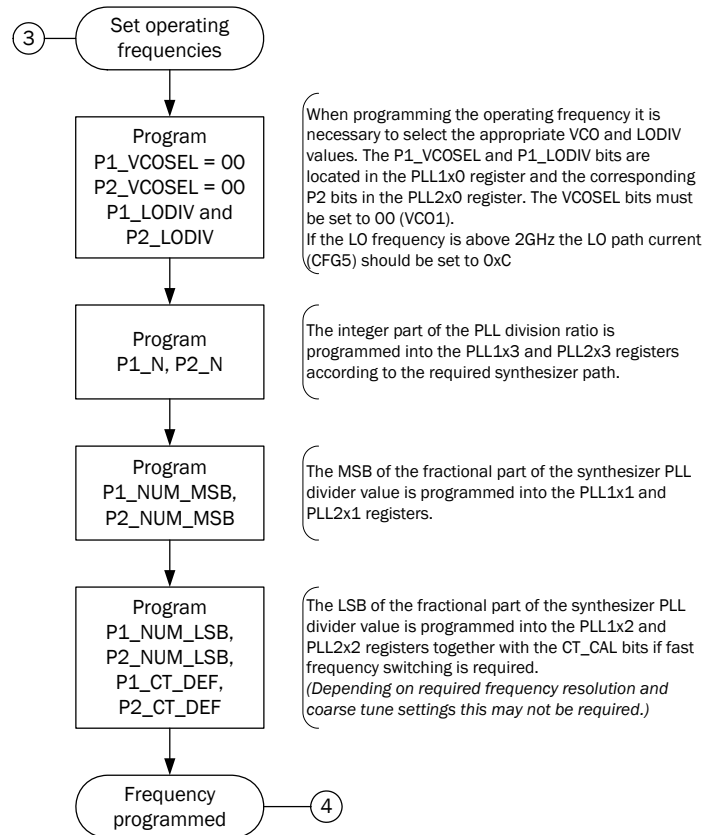 3
Set operating
frequencies
Program
P1_VCOSEL = 00
P2_VCOSEL = 00
P1_LODIV and
P2_LODIV
When programming the operating frequency it is
necessary to select the appropriate VCO and LODIV
values. The P1_VCOSEL and P1_LODIV bits are
located in the PLL1x0 register and the corresponding
P2 bits in the PLL2x0 register. The VCOSEL bits must
be set to 00 (VCO1).
If the LO frequency is above 2GHz the LO path current
(CFG5) should be set to 0xC
Program
P1_N, P2_N
The integer part of the PLL division ratio is
programmed into the PLL1x3 and PLL2x3 registers
according to the required synthesizer path.
Program
P1_NUM_MSB,
P2_NUM_MSB
The MSB of the fractional part of the synthesizer PLL
divider value is programmed into the PLL1x1 and
PLL2x1 registers.
Program
P1_NUM_LSB,
P2_NUM_LSB,
P1_CT_DEF,
P2_CT_DEF
The LSB of the fractional part of the synthesizer PLL
divider value is programmed into the PLL1x2 and
PLL2x2 registers together with the CT_CAL bits if fast
frequency switching is required.
(Depending on required frequency resolution and
coarse tune settings this may not be required.)
Frequency
programmed
4